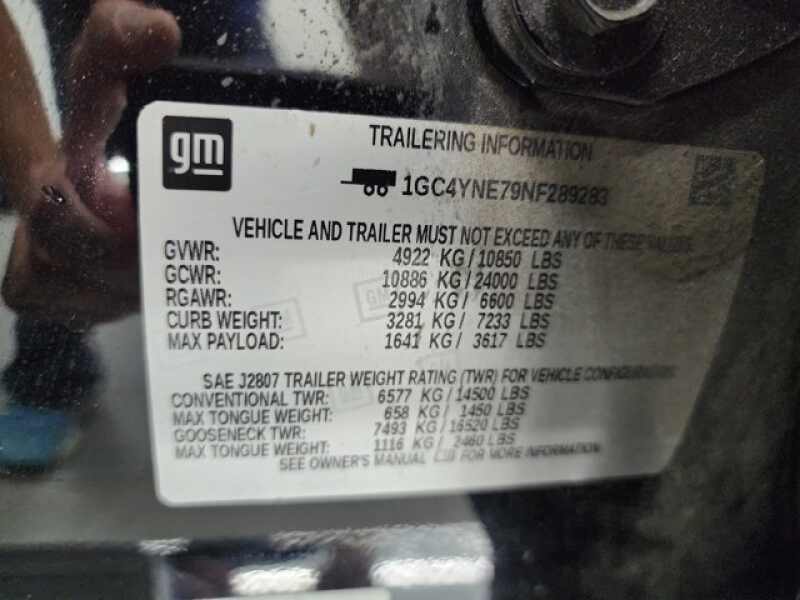 gm
TRAILERING INFORMATION
1GC4YNE79NF289283
VEHICLE AND TRAILER MUST NOT EXCEED ANY OF THESE
GVWR: 4922 KG/10850 LBS
GCWR: 10886 KG/24000 LBS
RGAWR: 2994 KG/ 6600 LBS
CURB WEIGHT: 3281 KG/ 7233 LBS
MAX PAYLOAD: 1641 KG/ 3617 LBS
SAE J2807 TRAILER WEIGHT RATING (TWR) FOR VEHICLE
CONVENTIONAL TWR: 6577 KG/14500 LBS
MAX TONGUE WEIGHT: 658 KG/ 1450 LBS
GOOSENECK TWR: 7493 KG/16520 LBS
MAX TONGUE WEIGHT: 1116 KG/ 2460 LBS
SEE OWNER'S MANUAL FOR MORE INFORMATION